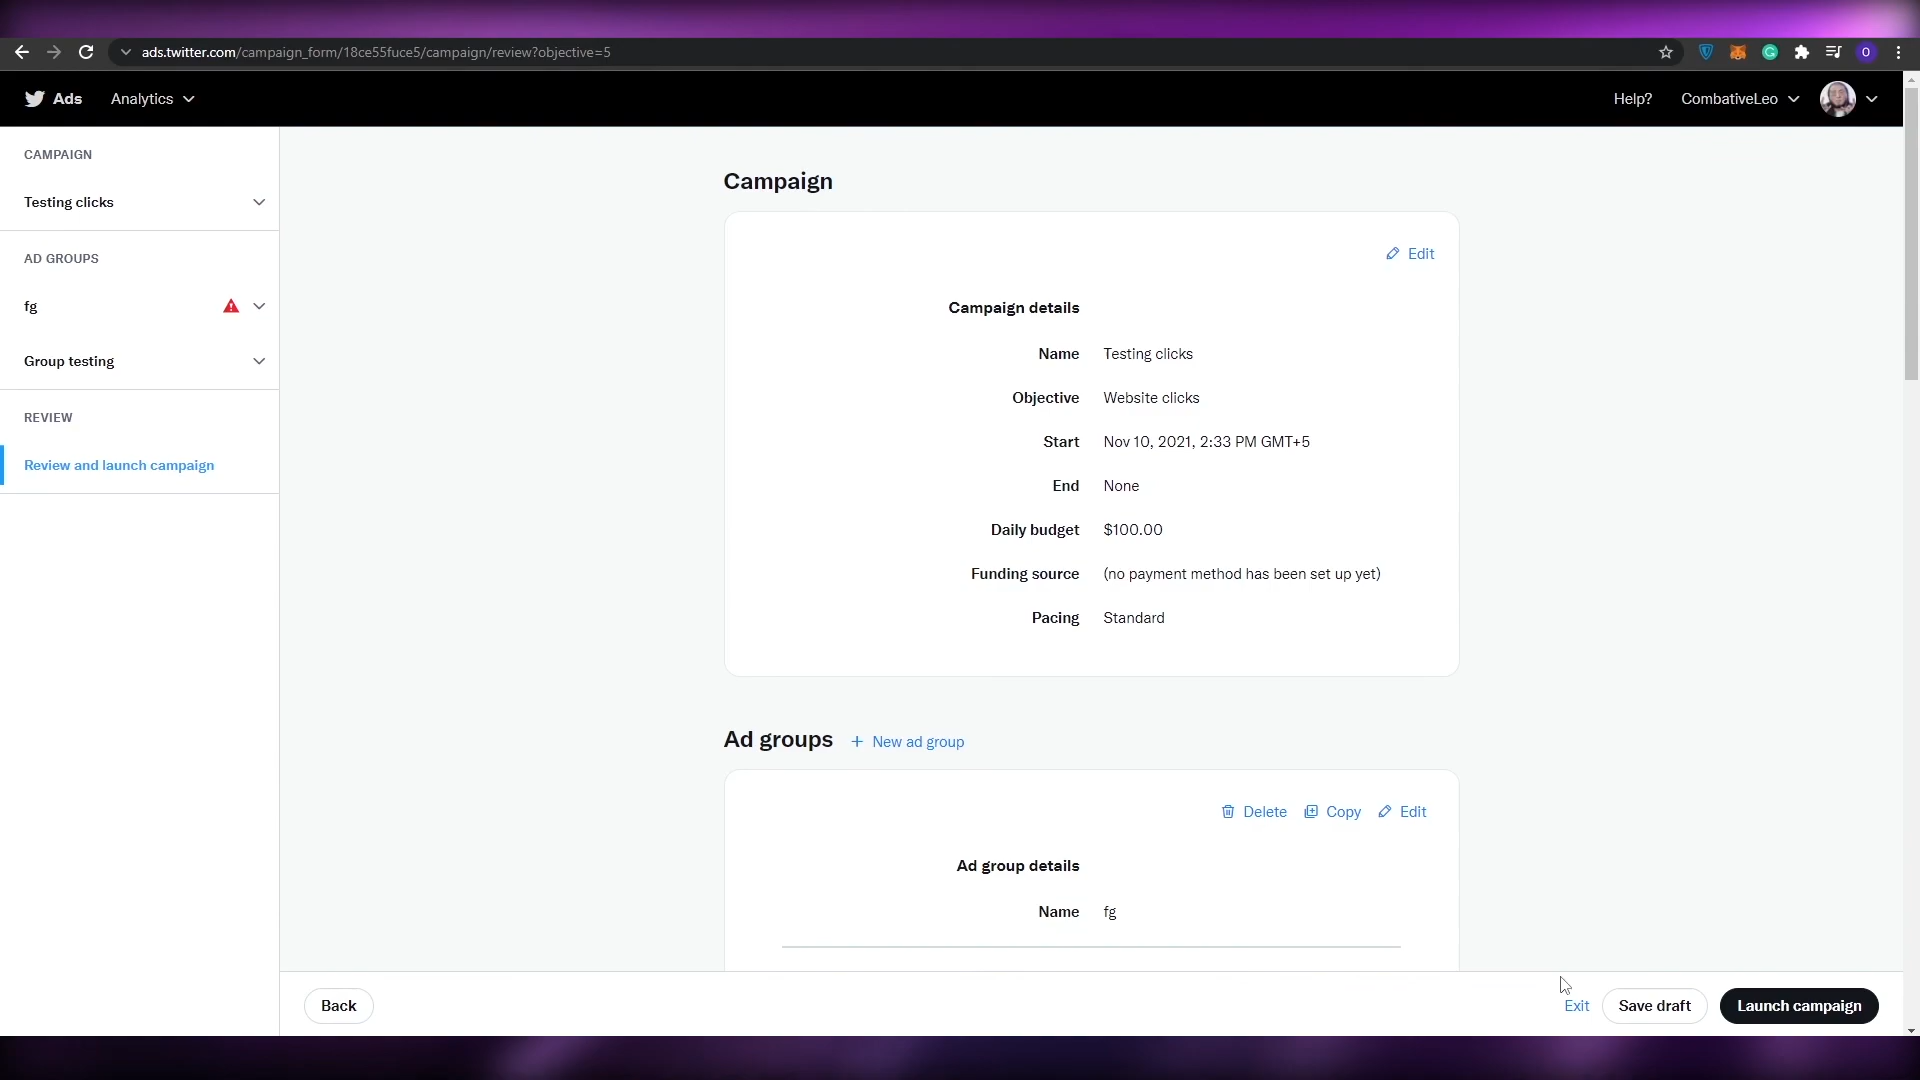 ads.twitter.com/campaign_form/18ce55fuce5/campaign/review?objective=5
O
Ads
Analytics
Help?
CombativeLeo
CAMPAIGN
Testing clicks
AD GROUPS
fg
Group testing
REVIEW
Review and launch campaign
Campaign
Edit
Campaign details
Name Testing clicks
Objective Website clicks
Start Nov 10, 2021, 2:33 PM GMT+5
End None
Daily budget $100.00
Funding source (no payment method has been set up yet)
Pacing Standard
Ad groups + New ad group
Delete Copy Edit
Ad group details
Name fg
Back
Exit
Save draft
Launch campaign